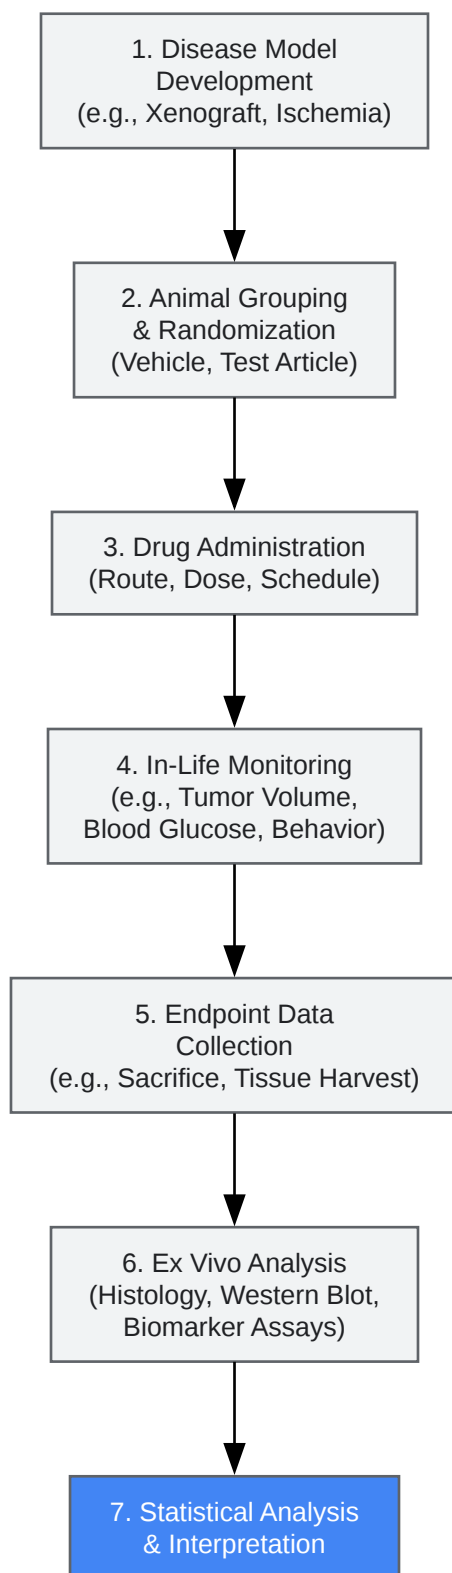 1. Disease Model
Development
(e.g., Xenograft, Ischemia)
2. Animal Grouping
& Randomization
(Vehicle, Test Article)
3. Drug Administration
(Route, Dose, Schedule)
4. In-Life Monitoring
(e.g., Tumor Volume,
Blood Glucose, Behavior)
5. Endpoint Data
Collection
(e.g., Sacrifice, Tissue Harvest)
6. Ex Vivo Analysis
(Histology, Western Blot,
Biomarker Assays)
7. Statistical Analysis
& Interpretation